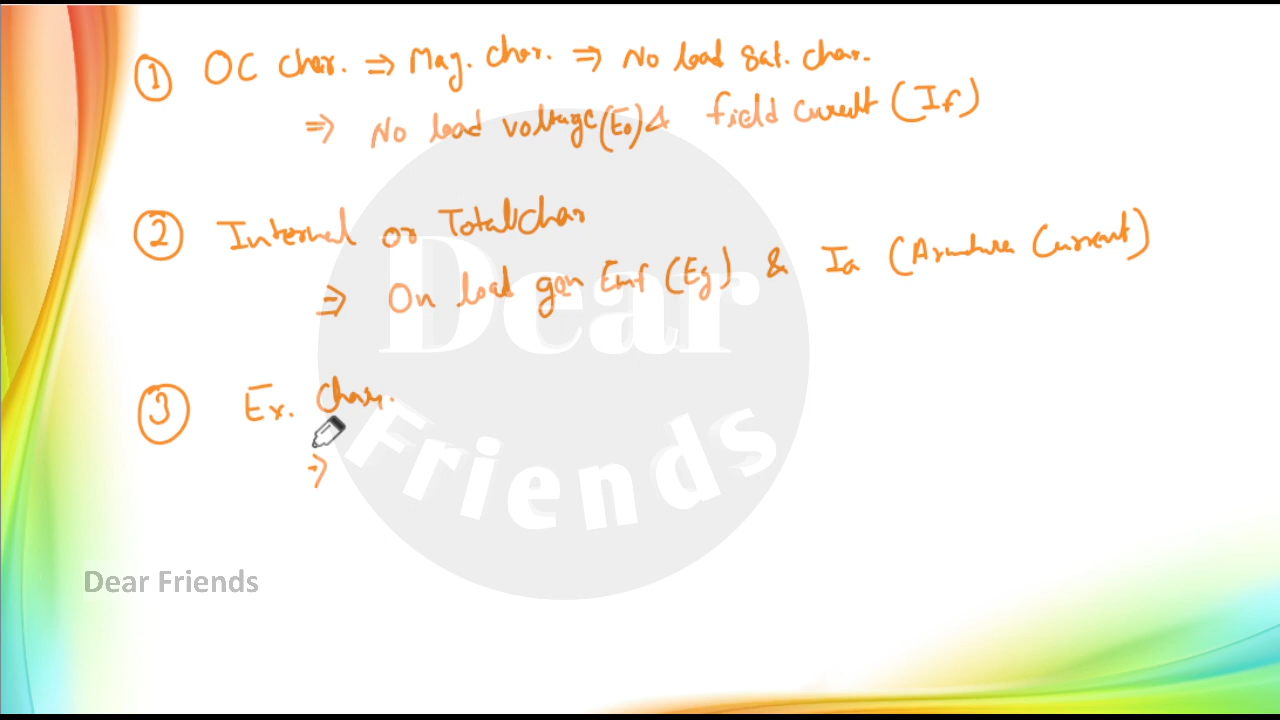 ① OC Char. ⇒ Mag. Char. ⇒ No load Sat. char.
⇒ No load voltage (E₀) & field current (If)
② Internal or Total Char
⇒ On load gen Emf (Eg) & Ia (Armature Current)
③ Ex. Char.
⇒
Dear
Friends
Dear Friends